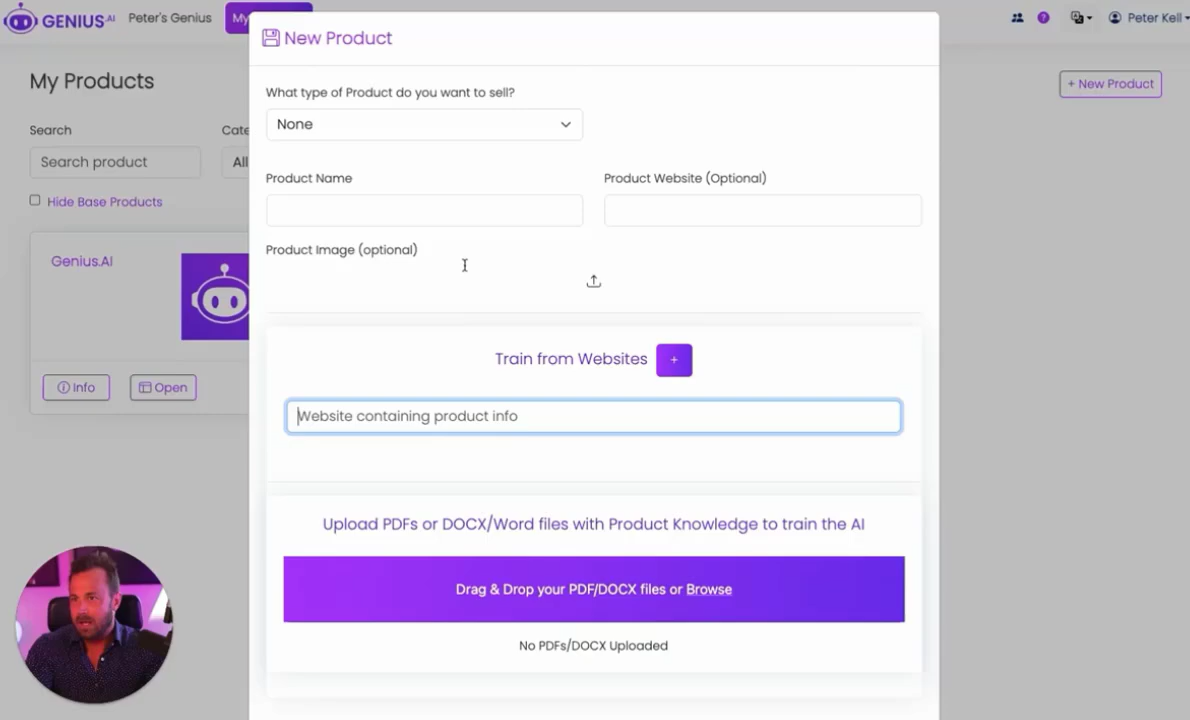 GENIUS.AI Peter's Genius My Peter Kell
New Product
My Products
+ New Product
What type of Product do you want to sell?
None
Search Cate
Search product All
Product Name Product Website (Optional)
Hide Base Products
Product Image (optional)
Genius.AI
Train from Websites +
Info Open
Website containing product info
Upload PDFs or DOCX/Word files with Product Knowledge to train the AI
Drag & Drop your PDF/DOCX files or Browse
No PDFs/DOCX Uploaded